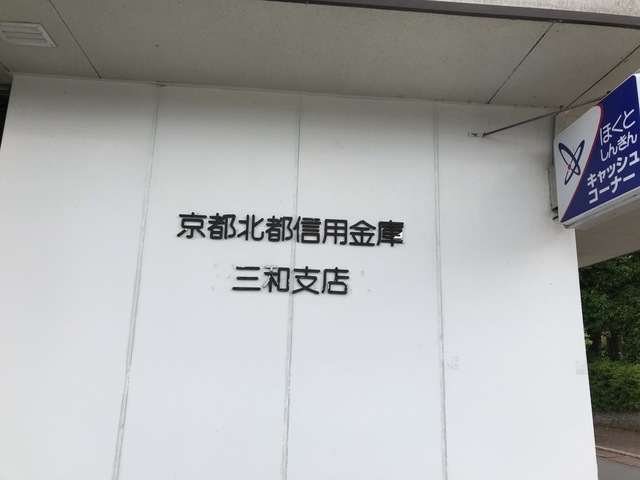 京都北都信用金庫
三和支店
ほくと
しんきん
キャッシュ
コーナー